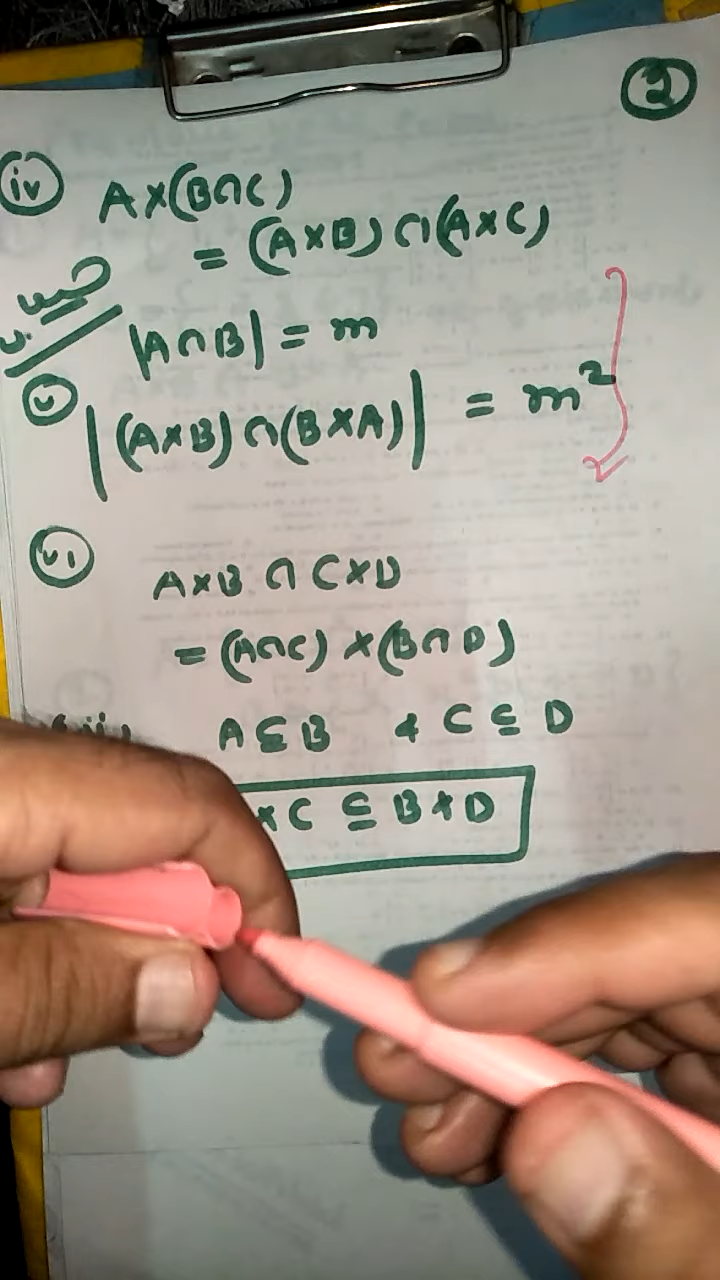 2
(iv) A×(B∩C)
= (A×B)∩(A×C)
|A∩B| = m
(v) |(A×B)∩(B×A)| = m²
(vi) A×B ∩ C×D
= (A∩C) × (B∩D)
A⊆B & C⊆D
×C ⊆ B×D